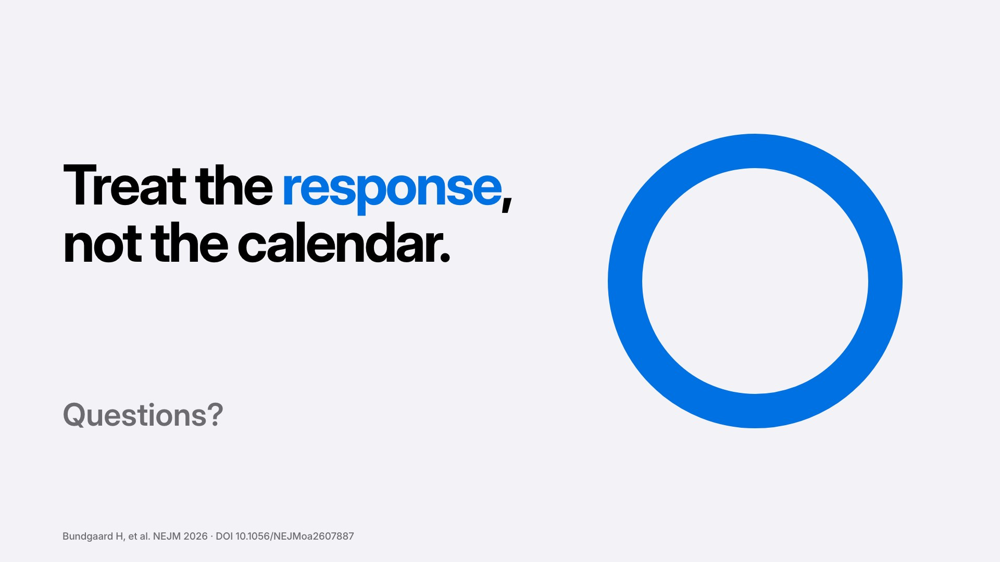 Treat the response,
not the calendar.
Questions?
Bundgaard H, et al. NEJM 2026 · DOI 10.1056/NEJMoa2607887